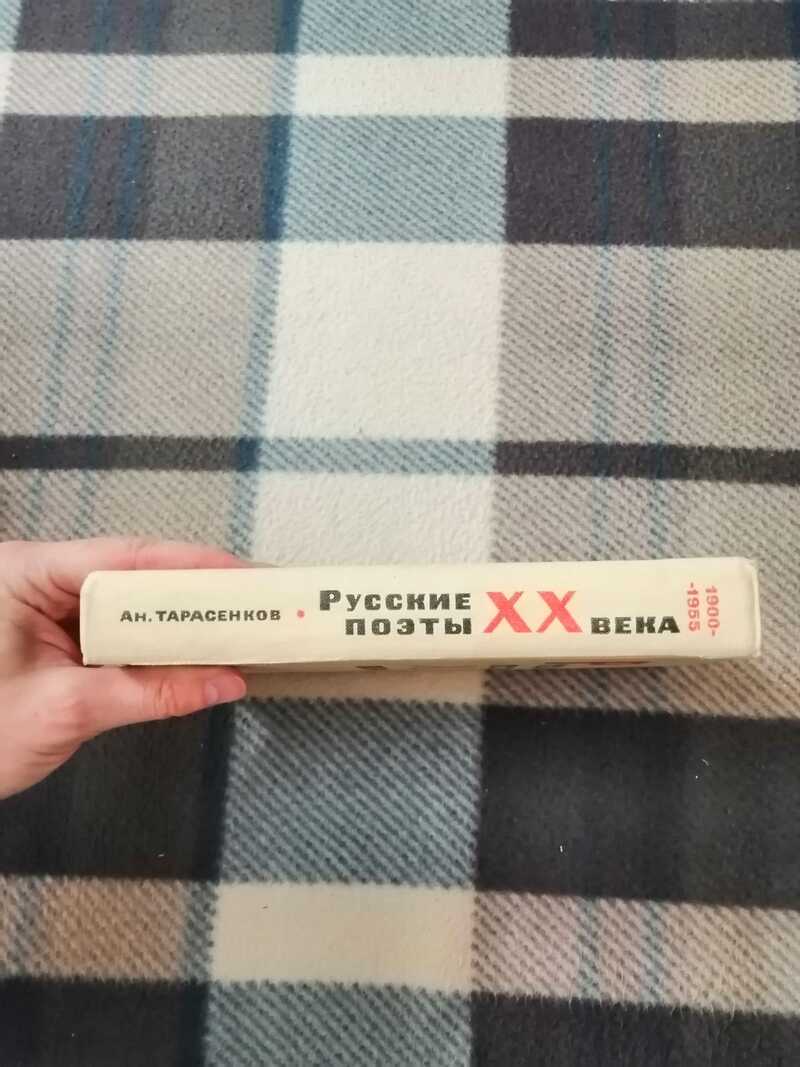 Ан. ТАРАСЕНКОВ • РУССКИЕ
ПОЭТЫ XX ВЕКА
1900-
-1955